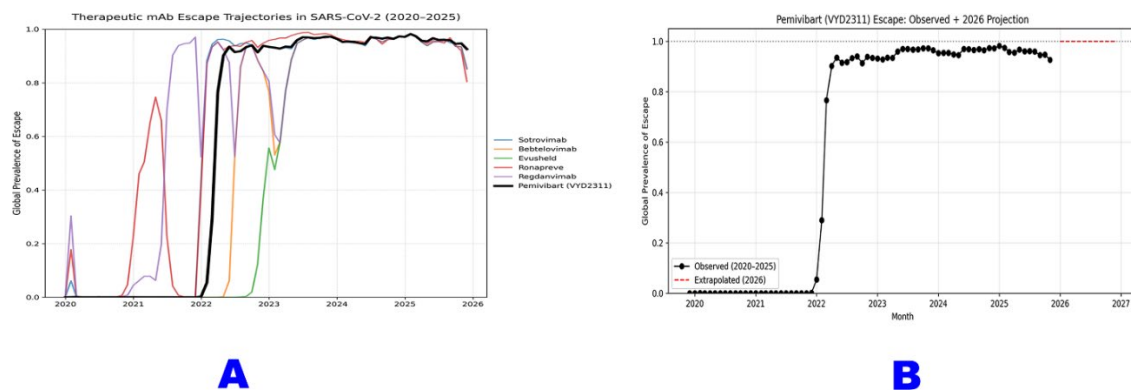 Therapeutic mAb Escape Trajectories in SARS-CoV-2 (2020–2025)
Global Prevalence of Escape
1.0
0.8
0.6
0.4
0.2
0.0
2020 2021 2022 2023 2024 2025 2026
Sotrovimab
Bebtelovimab
Evusheld
Ronapreve
Regdanvimab
Pemivibart (VYD2311)
A
Pemivibart (VYD2311) Escape: Observed + 2026 Projection
Global Prevalence of Escape
1.0
0.8
0.6
0.4
0.2
0.0
Observed (2020–2025)
Extrapolated (2026)
2020 2021 2022 2023 2024 2025 2026 2027
Month
B